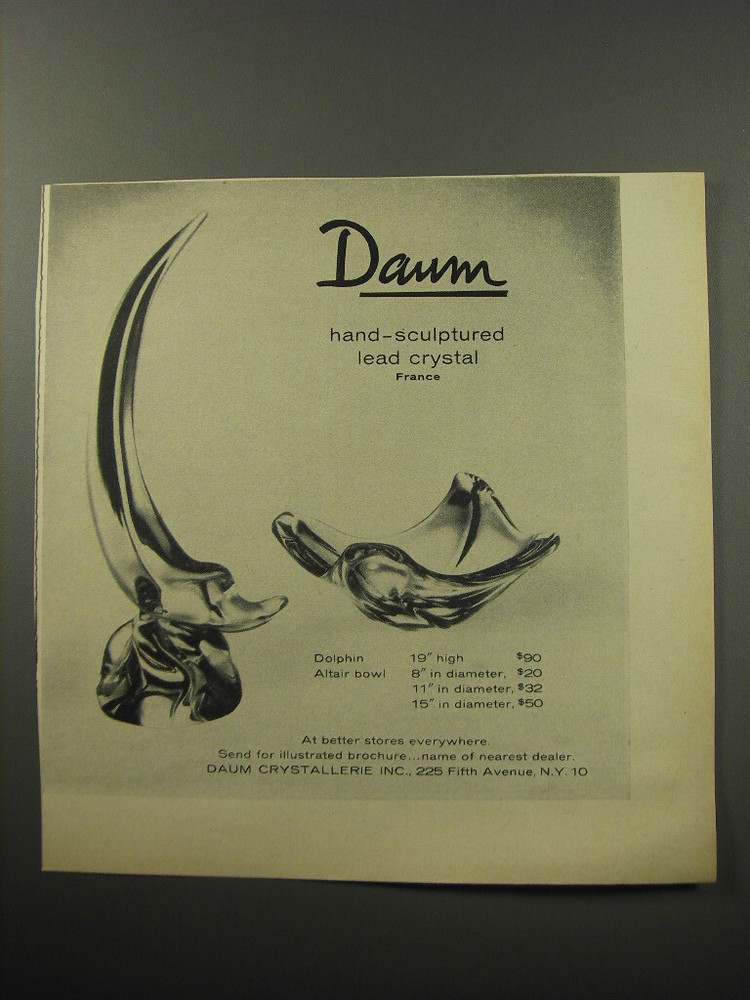 Daum
hand-sculptured
lead crystal
France
Dolphin 19" high $90
Altair bowl 8" in diameter, $20
11" in diameter, $32
15" in diameter, $50
At better stores everywhere.
Send for illustrated brochure...name of nearest dealer.
DAUM CRYSTALLERIE INC., 225 Fifth Avenue, N.Y. 10